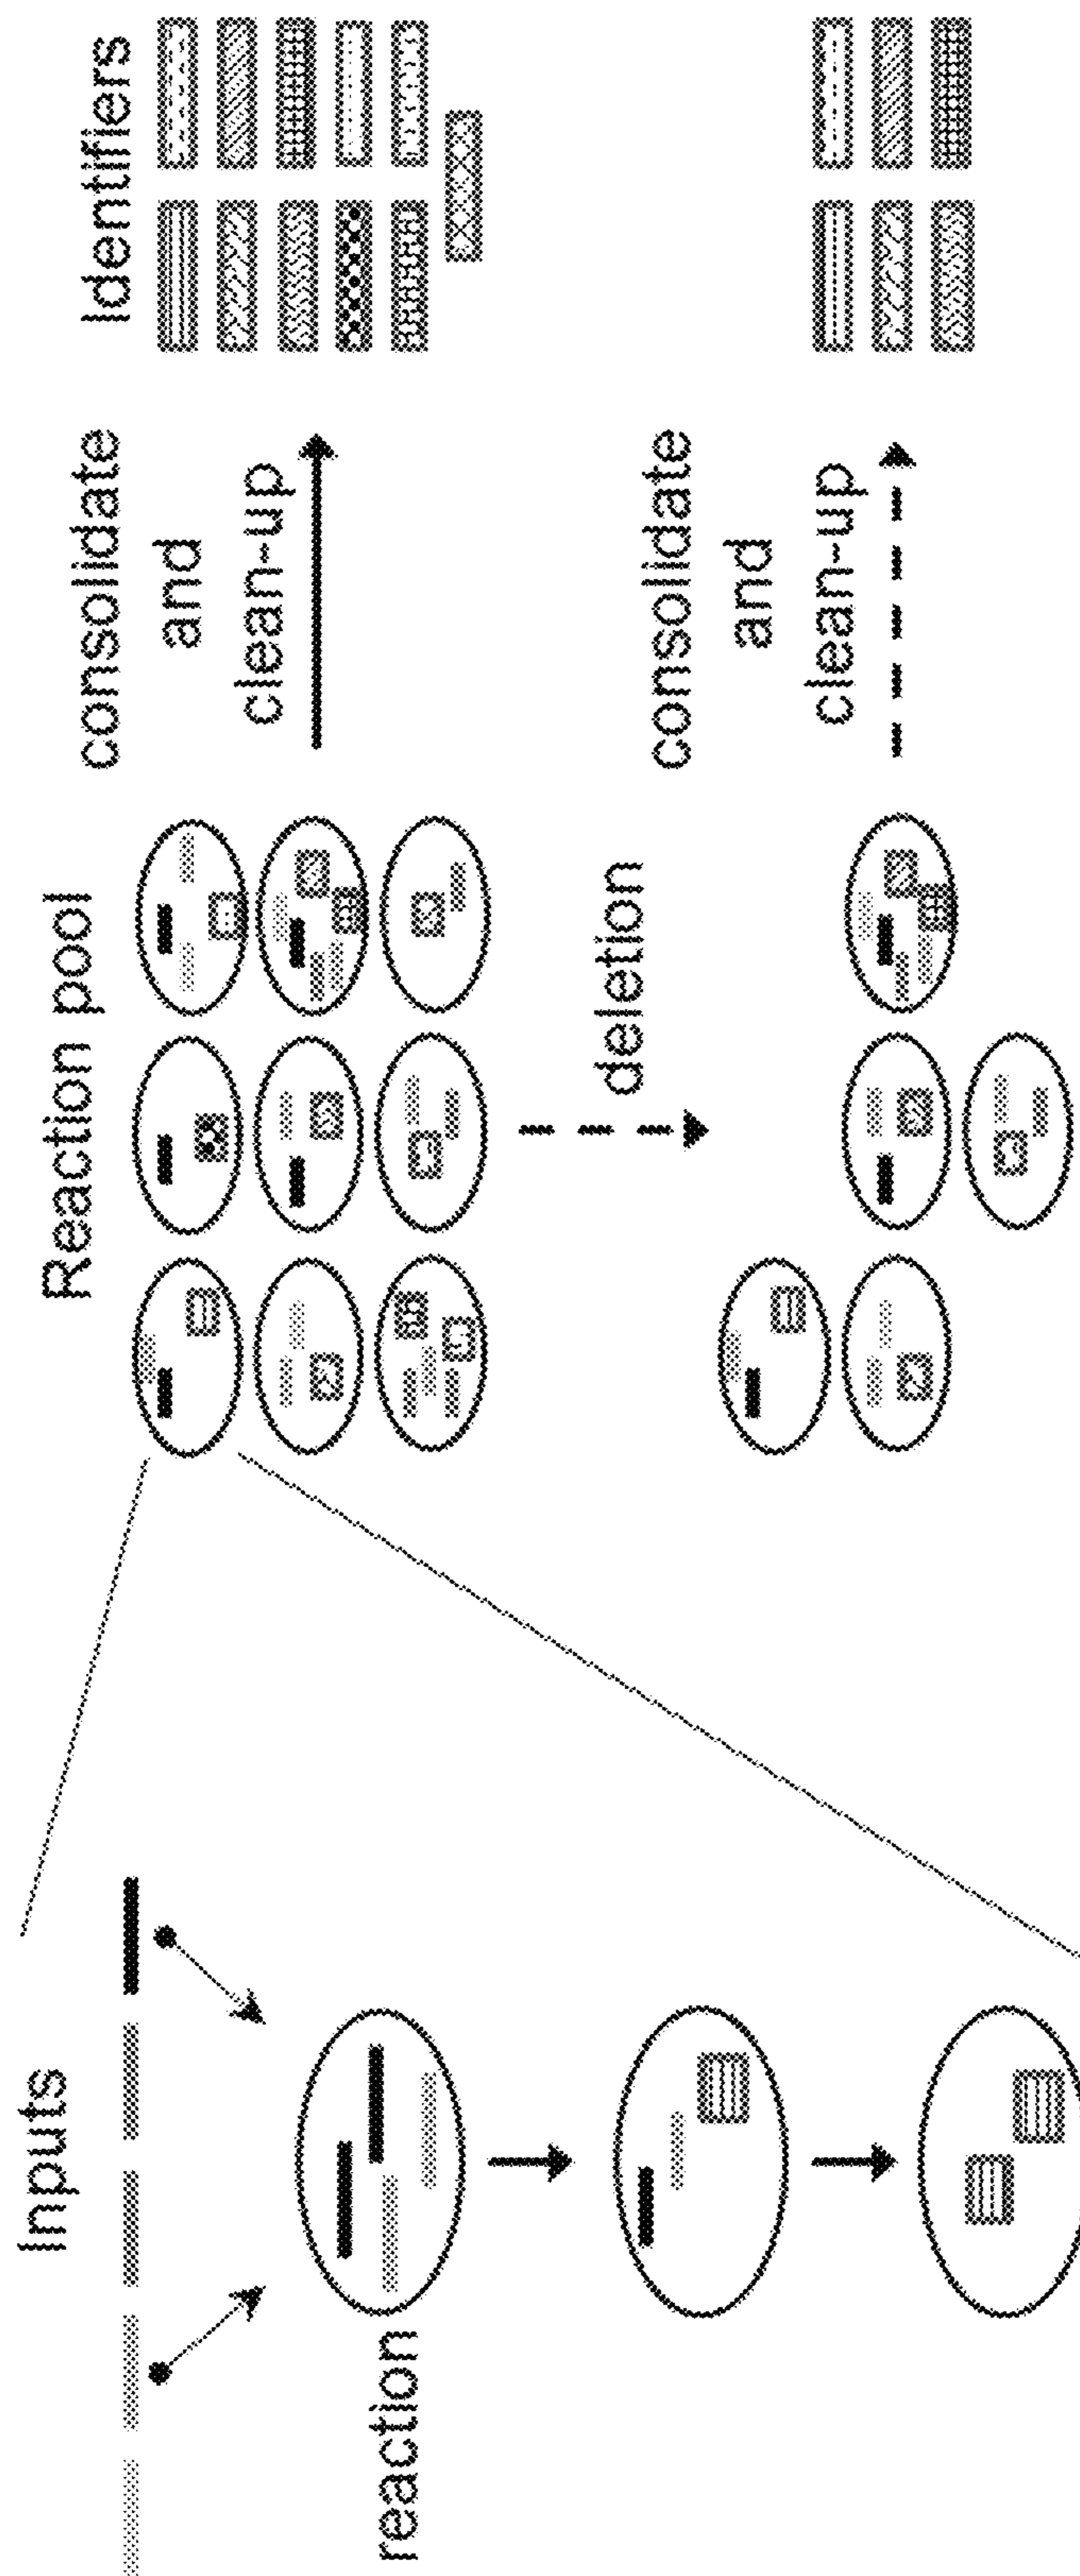 Inputs
reaction
Reaction pool
deletion
consolidate
and
clean-up
consolidate
and
clean-up
Identifiers